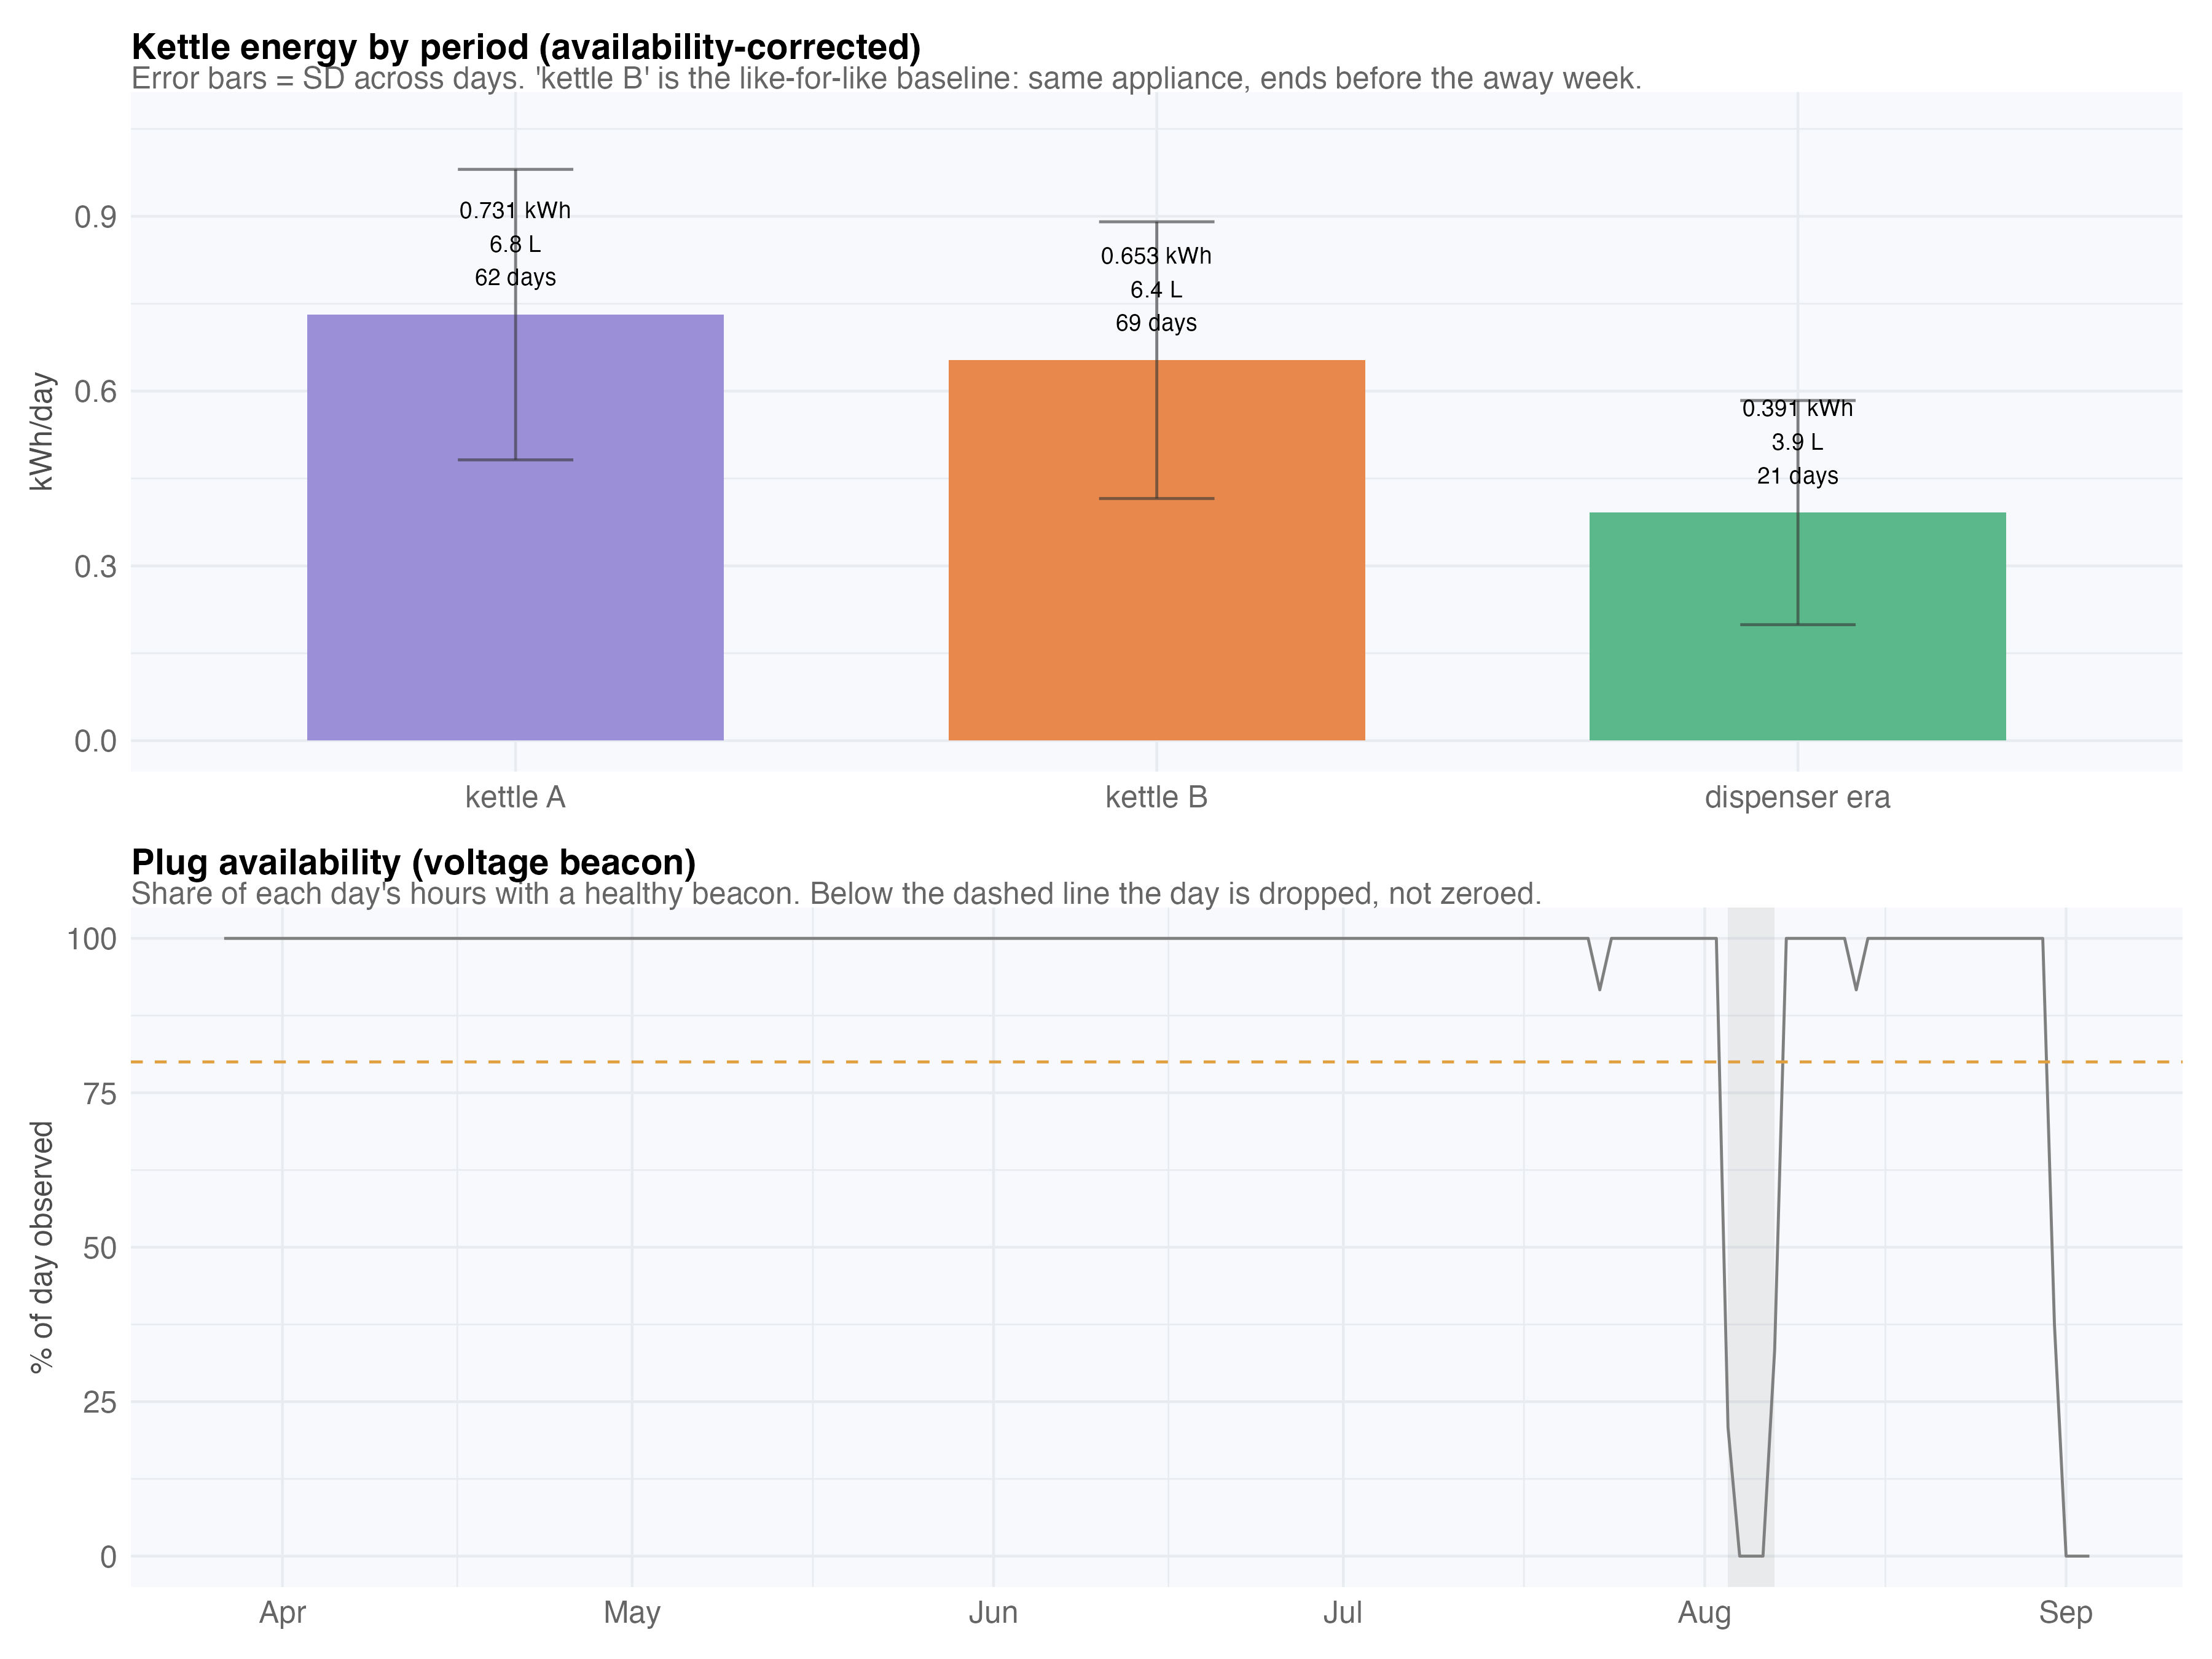 Kettle energy by period (availability-corrected)
Error bars = SD across days. 'kettle B' is the like-for-like baseline: same appliance, ends before the away week.
kWh/day
0.9
0.6
0.3
0.0
0.731 kWh
6.8 L
62 days
0.653 kWh
6.4 L
69 days
0.391 kWh
3.9 L
21 days
kettle A
kettle B
dispenser era
Plug availability (voltage beacon)
Share of each day's hours with a healthy beacon. Below the dashed line the day is dropped, not zeroed.
% of day observed
100
75
50
25
0
Apr
May
Jun
Jul
Aug
Sep